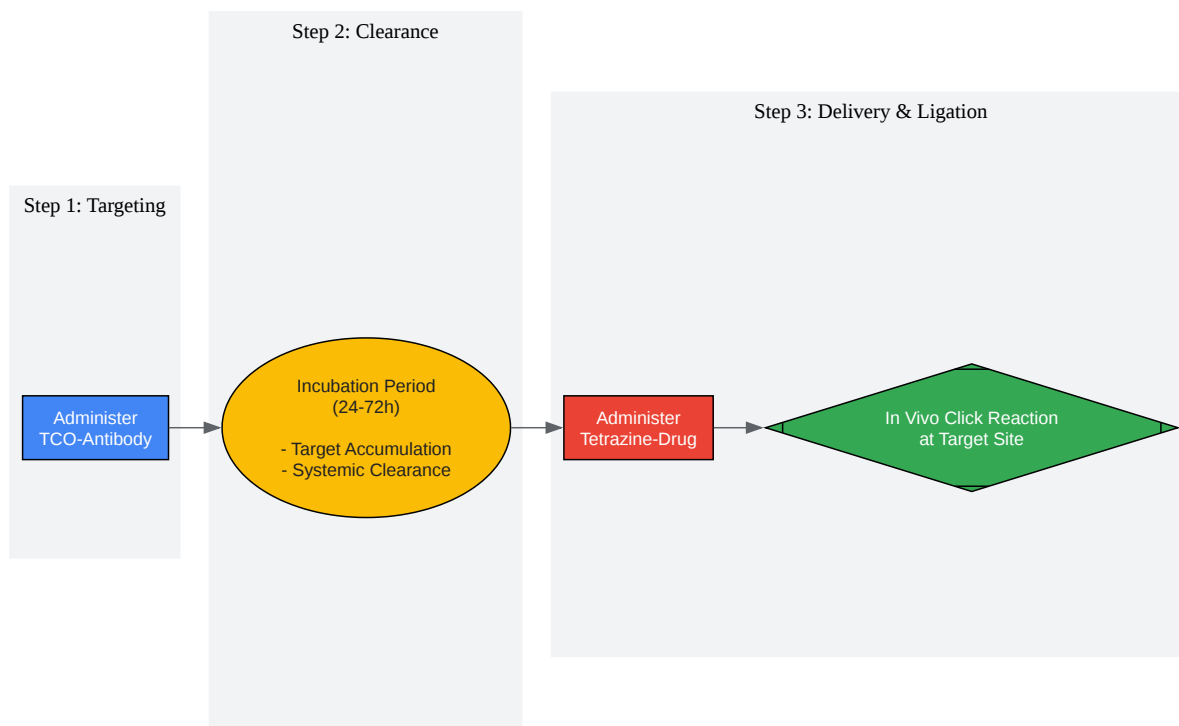 Step 1: Targeting
Administer
TCO-Antibody
Step 2: Clearance
Incubation Period
(24-72h)
- Target Accumulation
- Systemic Clearance
Step 3: Delivery & Ligation
Administer
Tetrazine-Drug
In Vivo Click Reaction
at Target Site